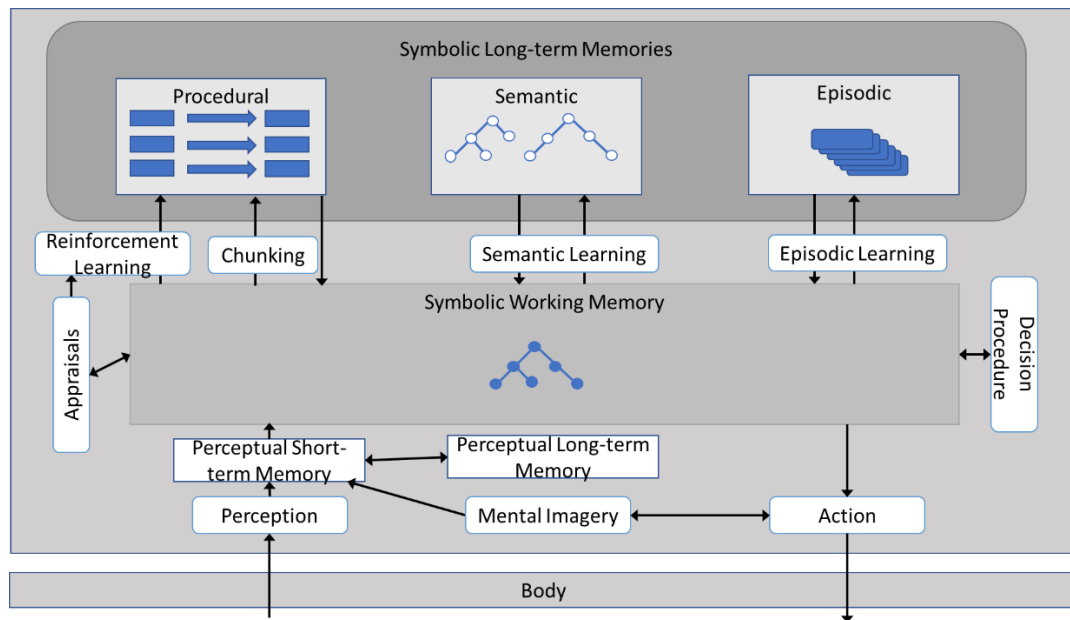 Symbolic Long-term Memories
Procedural
Semantic
Episodic
Reinforcement
Learning
Chunking
Semantic Learning
Episodic Learning
Symbolic Working Memory
Appraisals
Decision
Procedure
Perceptual Short-
term Memory
Perceptual Long-term
Memory
Perception
Mental Imagery
Action
Body